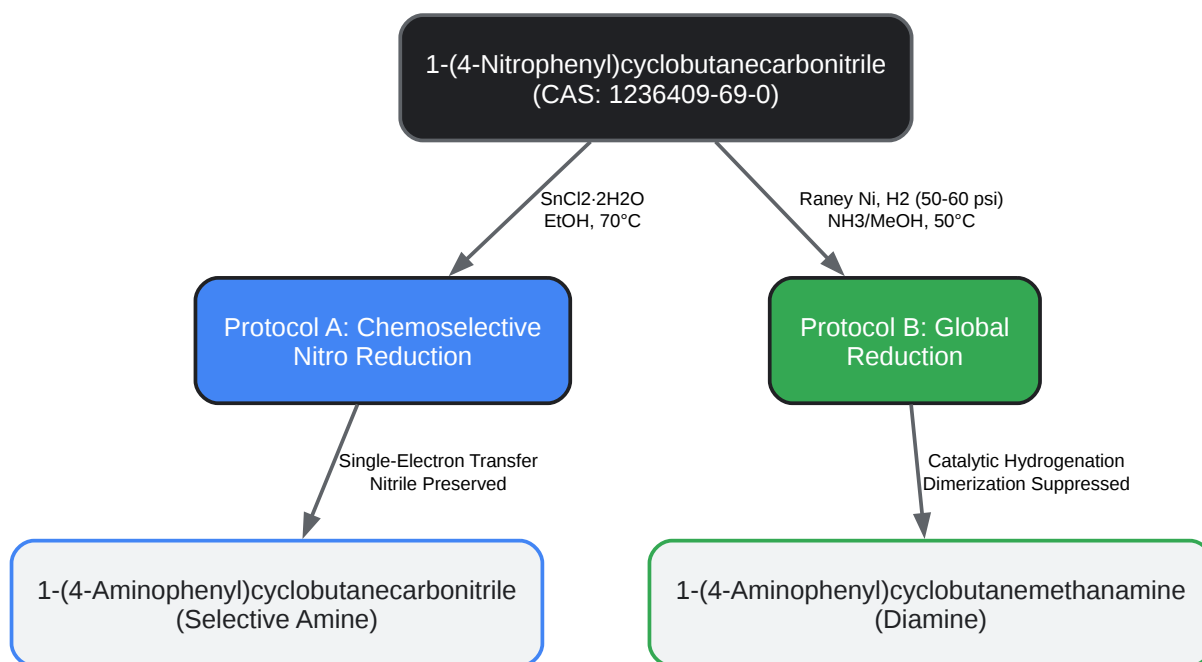 1-(4-Nitrophenyl)cyclobutanecarbonitrile
(CAS: 1236409-69-0)
SnCl2·2H2O
EtOH, 70°C
Raney Ni, H2 (50-60 psi)
NH3/MeOH, 50°C
Protocol A: Chemoselective
Nitro Reduction
Protocol B: Global
Reduction
Single-Electron Transfer
Nitrile Preserved
Catalytic Hydrogenation
Dimerization Suppressed
1-(4-Aminophenyl)cyclobutanecarbonitrile
(Selective Amine)
1-(4-Aminophenyl)cyclobutanemethanamine
(Diamine)